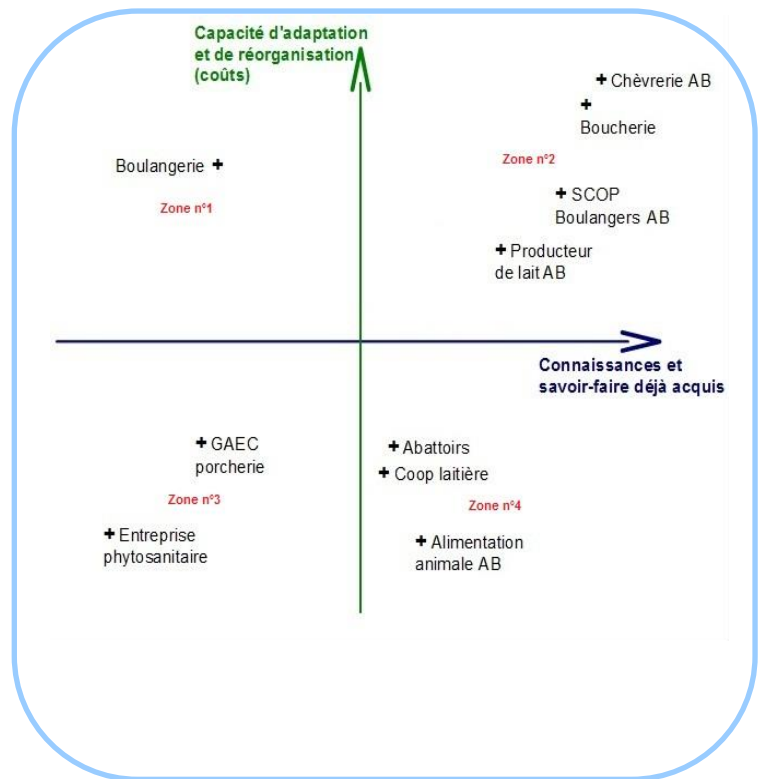 Capacité d'adaptation
et de réorganisation
(coûts)
+ Chèvrerie AB
+
Boucherie
Boulangerie +
Zone n°2
Zone n°1
+ SCOP
Boulangers AB
+ Producteur
de lait AB
Connaissances et
savoir-faire déjà acquis
+ GAEC
porcherie
+ Abattoirs
+ Coop laitière
Zone n°3
Zone n°4
+ Entreprise
phytosanitaire
+ Alimentation
animale AB